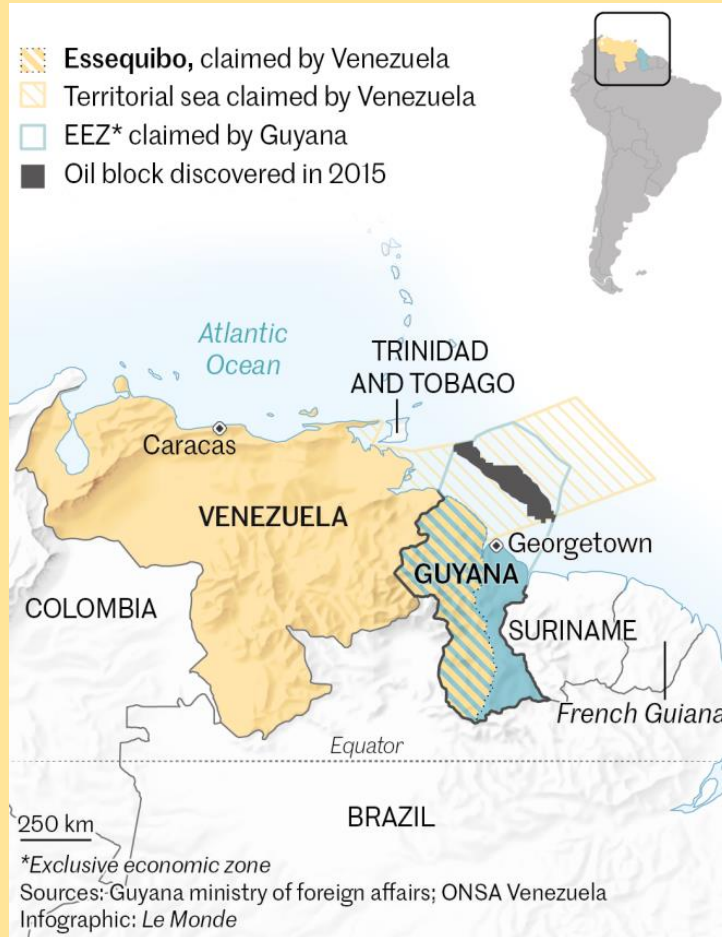 Essequibo, claimed by Venezuela
Territorial sea claimed by Venezuela
EEZ* claimed by Guyana
Oil block discovered in 2015
Atlantic
Ocean
TRINIDAD
AND TOBAGO
Caracas
VENEZUELA
Georgetown
GUYANA
COLOMBIA
SURINAME
French Guiana
Equator
BRAZIL
250 km
*Exclusive economic zone
Sources: Guyana ministry of foreign affairs; ONSA Venezuela
Infographic: Le Monde